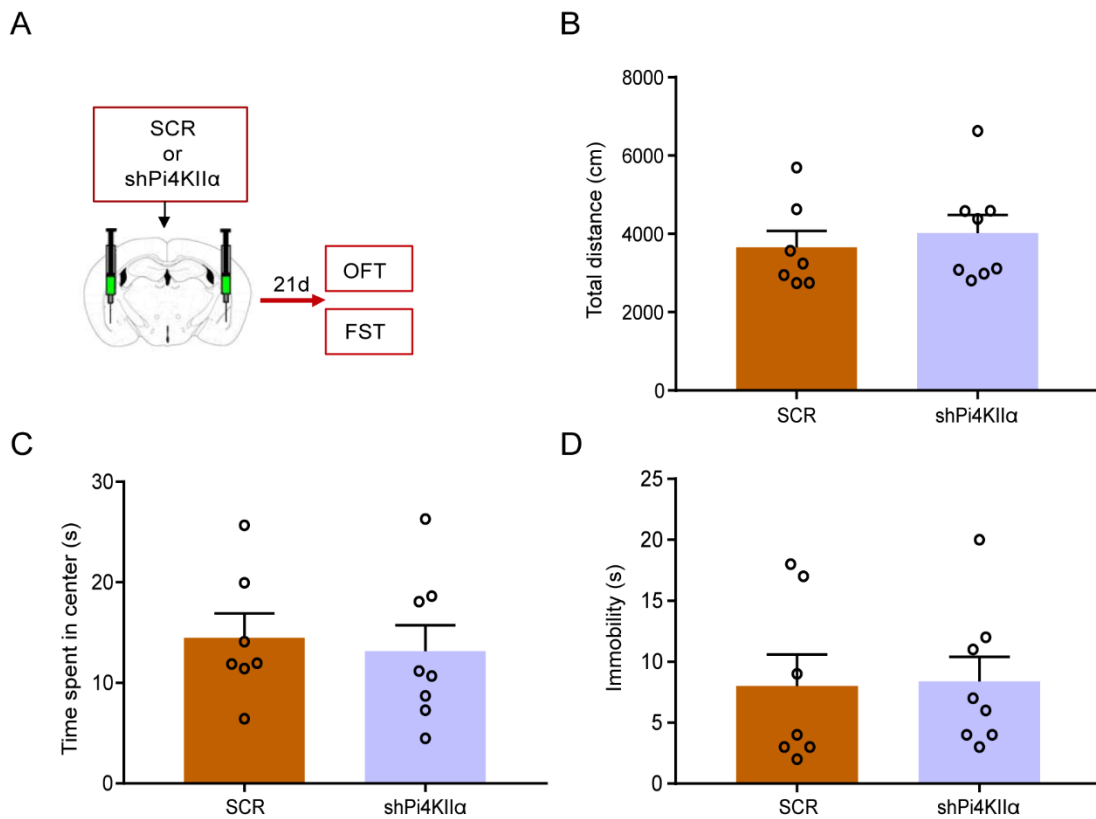 A
SCR
or
shPi4KIIα
21d
OFT
FST
B
Total distance (cm)
8000
6000
4000
2000
0
SCR
shPi4KIIα
C
Time spent in center (s)
30
20
10
0
SCR
shPi4KIIα
D
Immobility (s)
25
20
15
10
5
0
SCR
shPi4KIIα